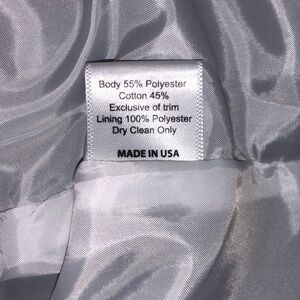 Body 55% Polyester
Cotton 45%
Exclusive of trim
Lining 100% Polyester
Dry Clean Only
MADE IN USA